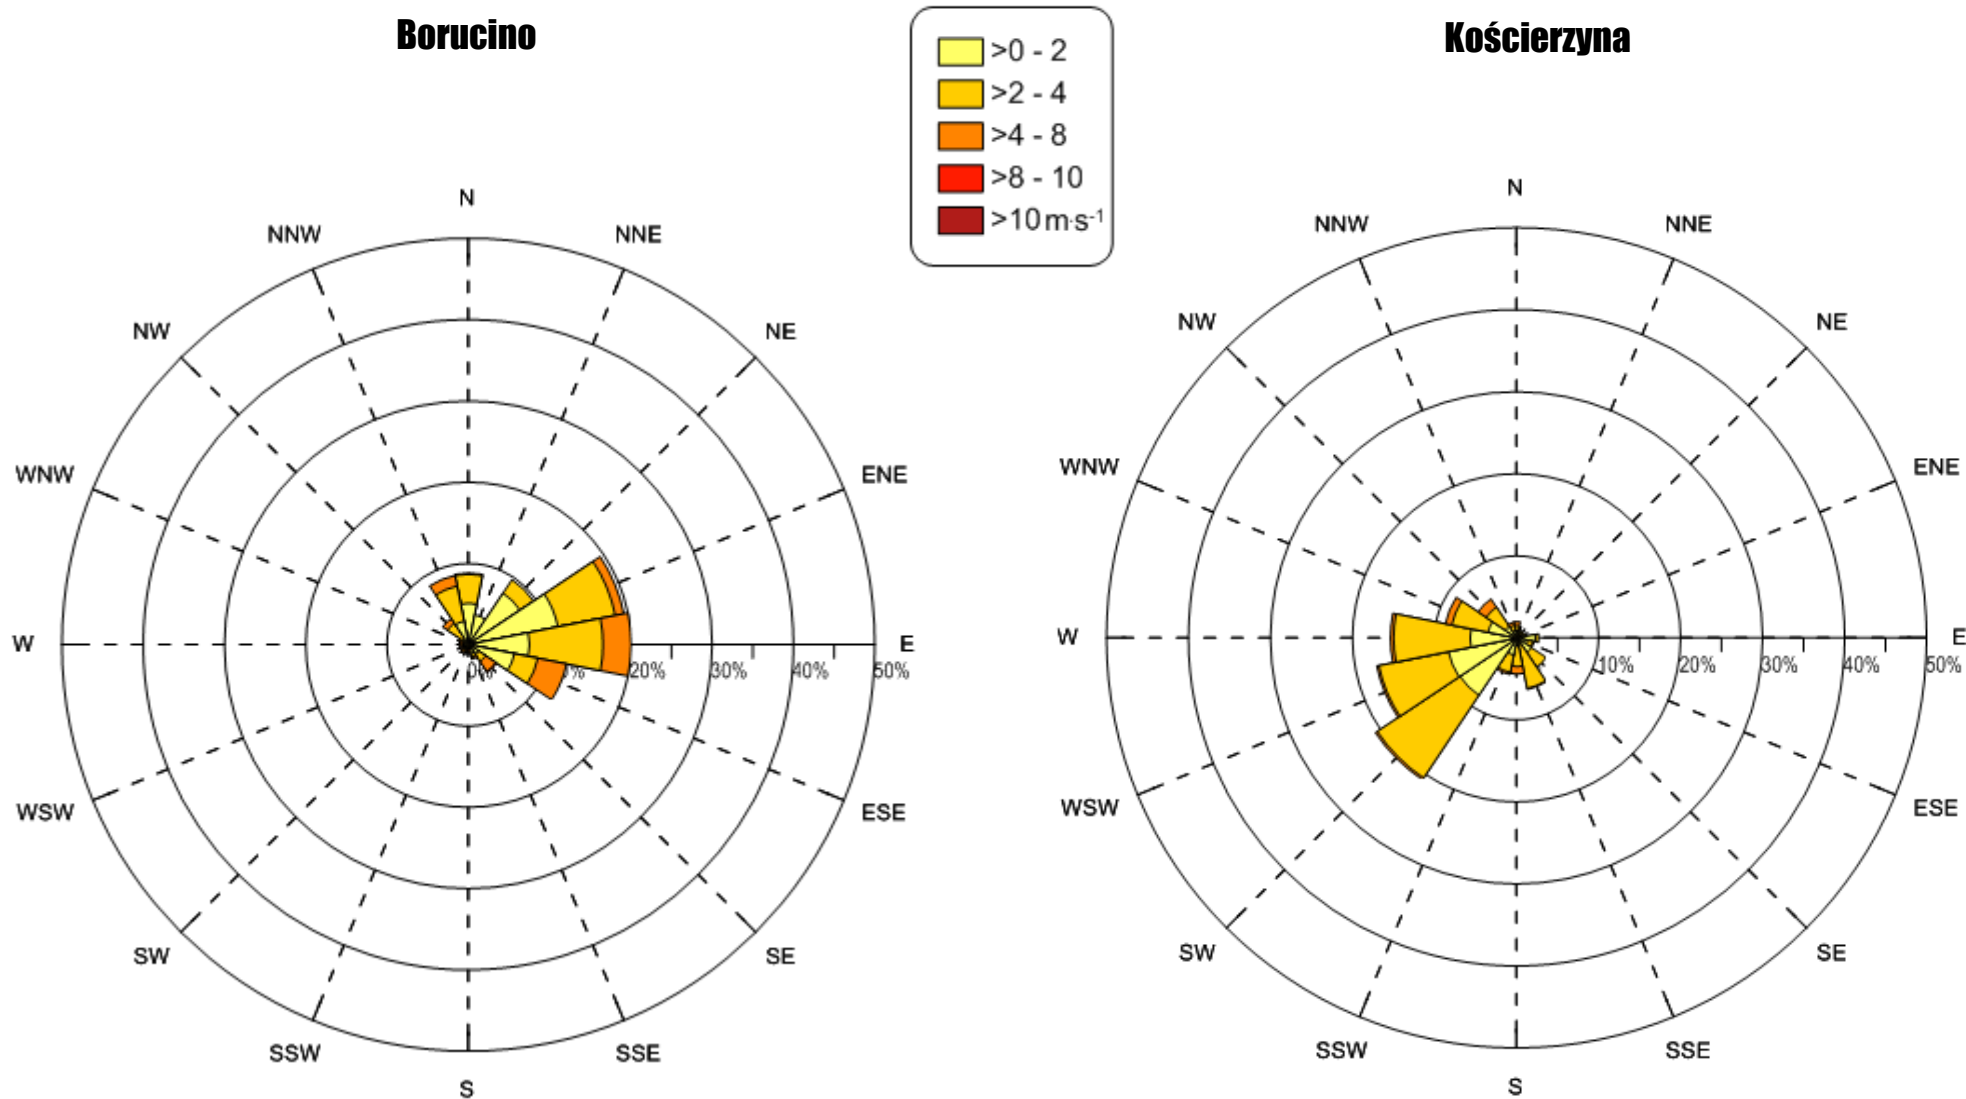 Borucino
Kościerzyna
>0 - 2
>2 - 4
>4 - 8
>8 - 10
>10 m·s⁻¹
N
NNW
NNE
NW
NE
WNW
ENE
W
E
0%
20%
30%
40%
50%
WSW
ESE
SW
SE
SSW
SSE
S
N
NNW
NNE
NW
NE
WNW
ENE
W
E
10%
20%
30%
40%
50%
WSW
ESE
SW
SE
SSW
SSE
S